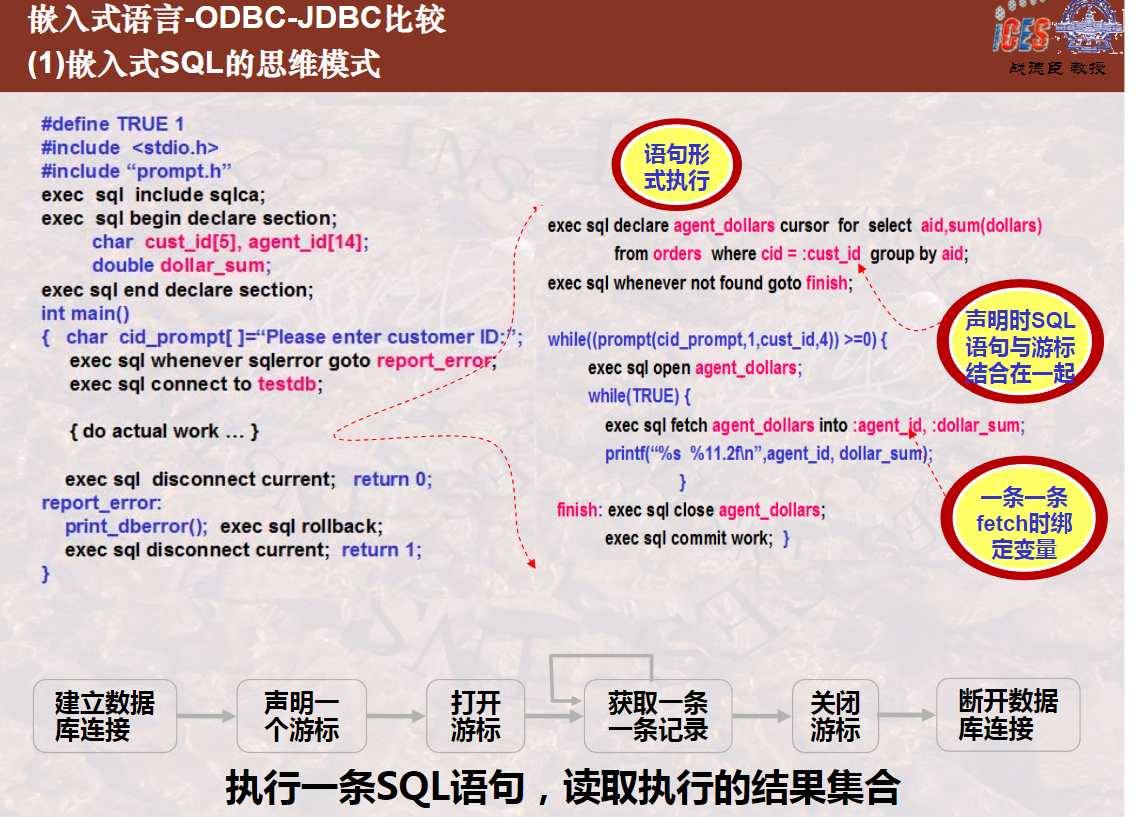 嵌入式语言-ODBC-JDBC比较
(1)嵌入式SQL的思维模式
iCES
战德臣 教授
#define TRUE 1
#include <stdio.h>
#include “prompt.h”
exec sql include sqlca;
exec sql begin declare section;
char cust_id[5], agent_id[14];
double dollar_sum;
exec sql end declare section;
int main()
{ char cid_prompt[ ]=“Please enter customer ID:”;
exec sql whenever sqlerror goto report_error;
exec sql connect to testdb;
{ do actual work … }
exec sql disconnect current; return 0;
report_error:
print_dberror(); exec sql rollback;
exec sql disconnect current; return 1;
}
语句形
式执行
exec sql declare agent_dollars cursor for select aid,sum(dollars)
from orders where cid = :cust_id group by aid;
exec sql whenever not found goto finish;
while((prompt(cid_prompt,1,cust_id,4)) >=0) {
exec sql open agent_dollars;
while(TRUE) {
exec sql fetch agent_dollars into :agent_id, :dollar_sum;
printf(“%s %11.2f\n”,agent_id, dollar_sum);
}
finish: exec sql close agent_dollars;
exec sql commit work; }
声明时SQL
语句与游标
结合在一起
一条一条
fetch时绑
定变量
建立数据
库连接
声明一
个游标
打开
游标
获取一条
一条记录
关闭
游标
断开数据
库连接
执行一条SQL语句，读取执行的结果集合